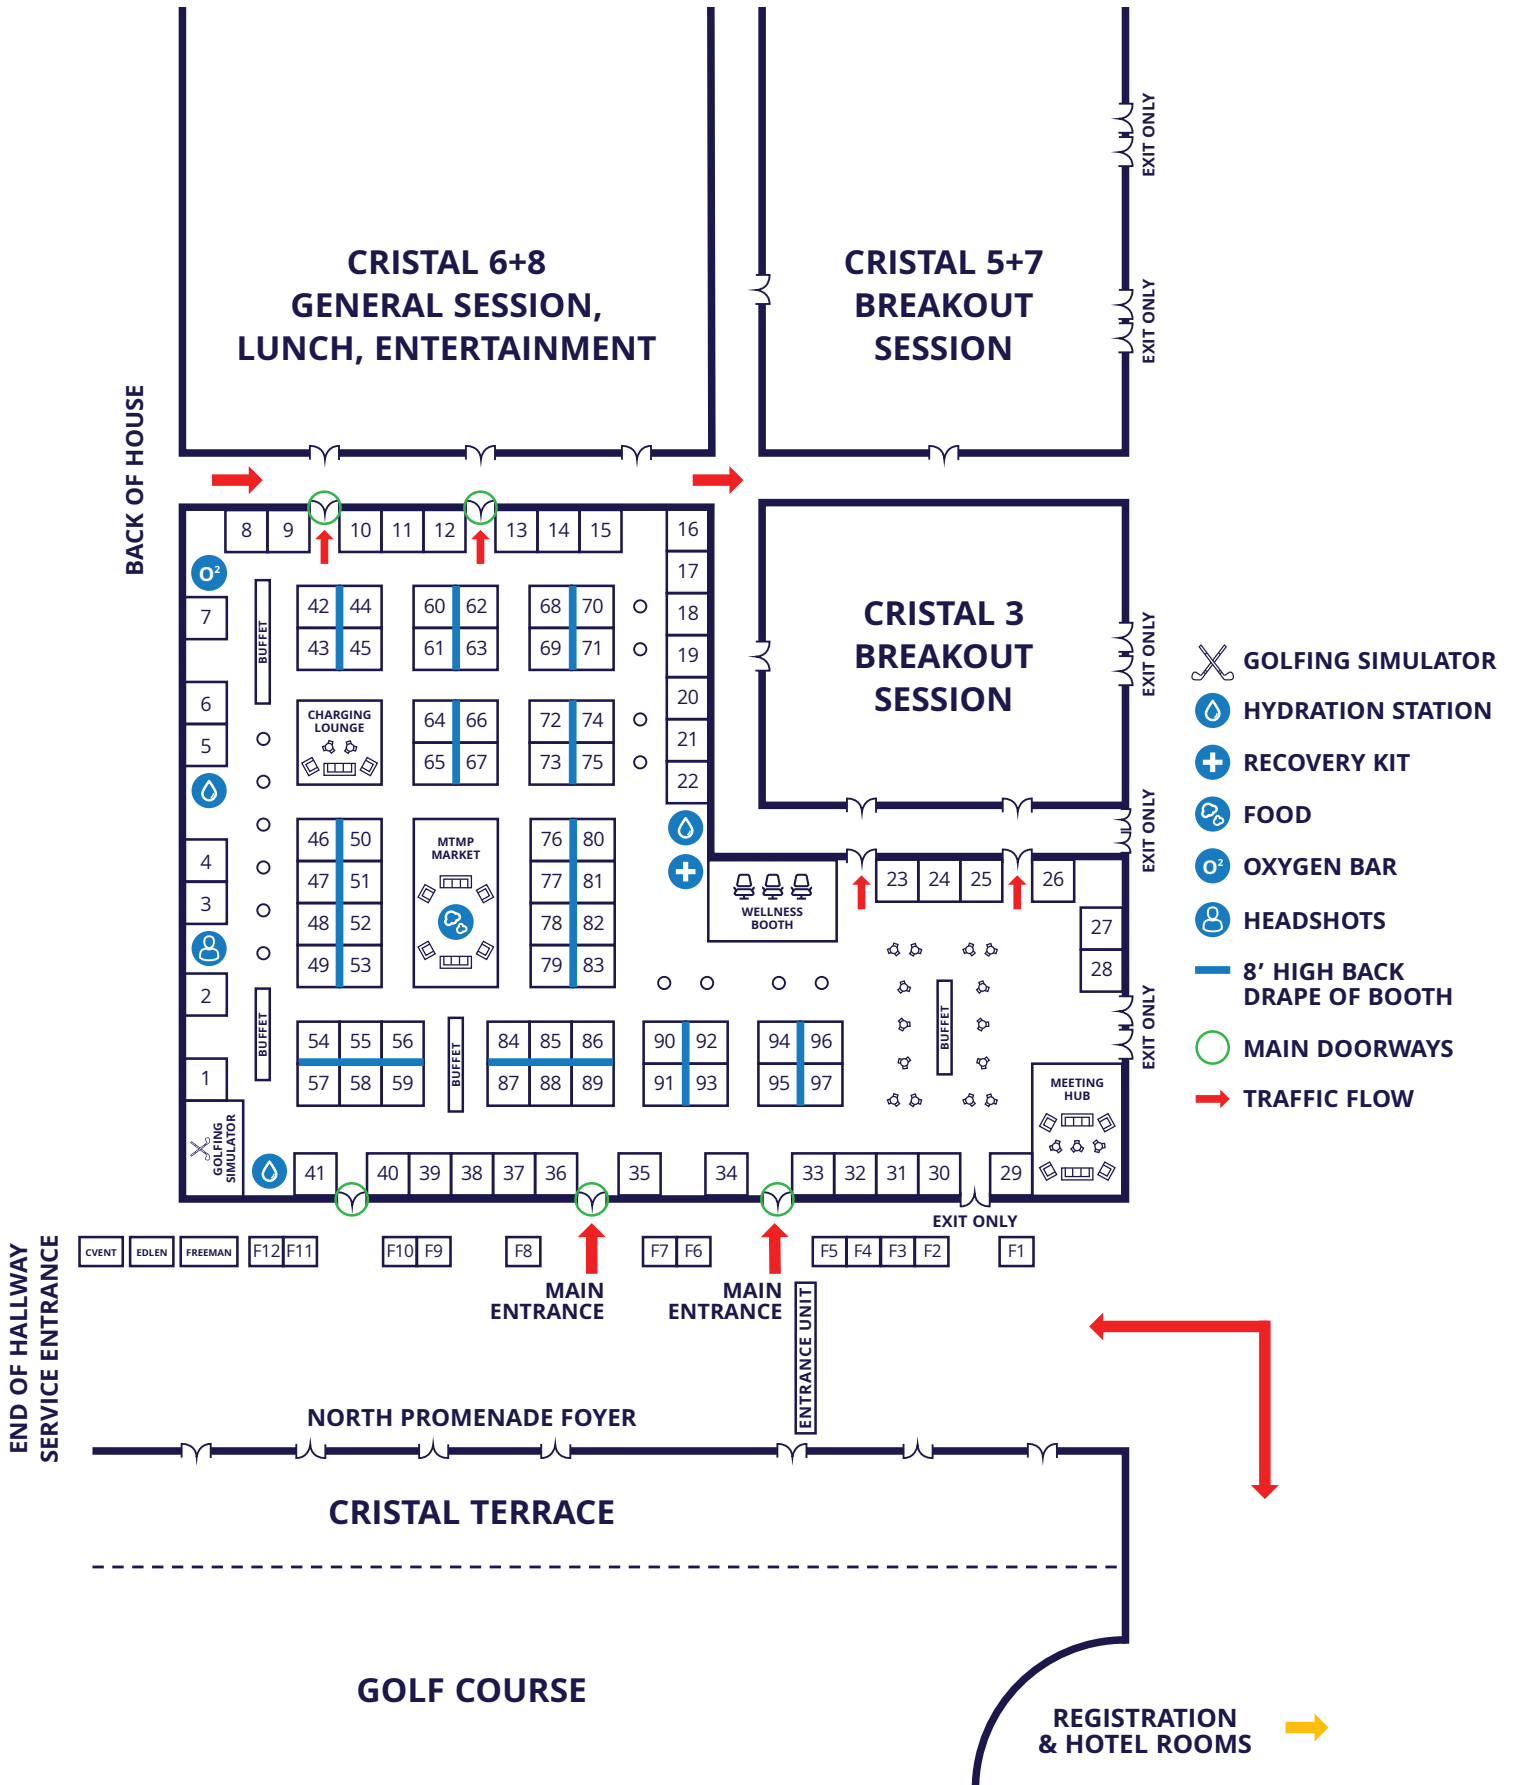 CRISTAL 6+8
GENERAL SESSION,
LUNCH, ENTERTAINMENT
CRISTAL 5+7
BREAKOUT
SESSION
EXIT ONLY
EXIT ONLY
BACK OF HOUSE
8 9 10 11 12 13 14 15 16
O²
17
7
18
19
20
21
22
6
5
BUFFET
42 44
43 45
60 62
61 63
68 70
69 71
CHARGING
LOUNGE
64 66
65 67
72 74
73 75
CRISTAL 3
BREAKOUT
SESSION
EXIT ONLY
EXIT ONLY
4
3
2
1
46 50
47 51
48 52
49 53
MTMP
MARKET
76 80
77 81
78 82
79 83
WELLNESS
BOOTH
23 24 25 26
27
28
EXIT ONLY
BUFFET
54 55 56
57 58 59
BUFFET
84 85 86
87 88 89
90 92
91 93
94 96
95 97
BUFFET
MEETING
HUB
GOLFING
SIMULATOR
41 40 39 38 37 36 35 34 33 32 31 30 29
EXIT ONLY
CVENT EDLEN FREEMAN F12 F11 F10 F9 F8 F7 F6 F5 F4 F3 F2 F1
MAIN
ENTRANCE
MAIN
ENTRANCE
ENTRANCE UNIT
END OF HALLWAY
SERVICE ENTRANCE
NORTH PROMENADE FOYER
CRISTAL TERRACE
GOLF COURSE
REGISTRATION
& HOTEL ROOMS
GOLFING SIMULATOR
HYDRATION STATION
RECOVERY KIT
FOOD
O² OXYGEN BAR
HEADSHOTS
8’ HIGH BACK
DRAPE OF BOOTH
MAIN DOORWAYS
TRAFFIC FLOW